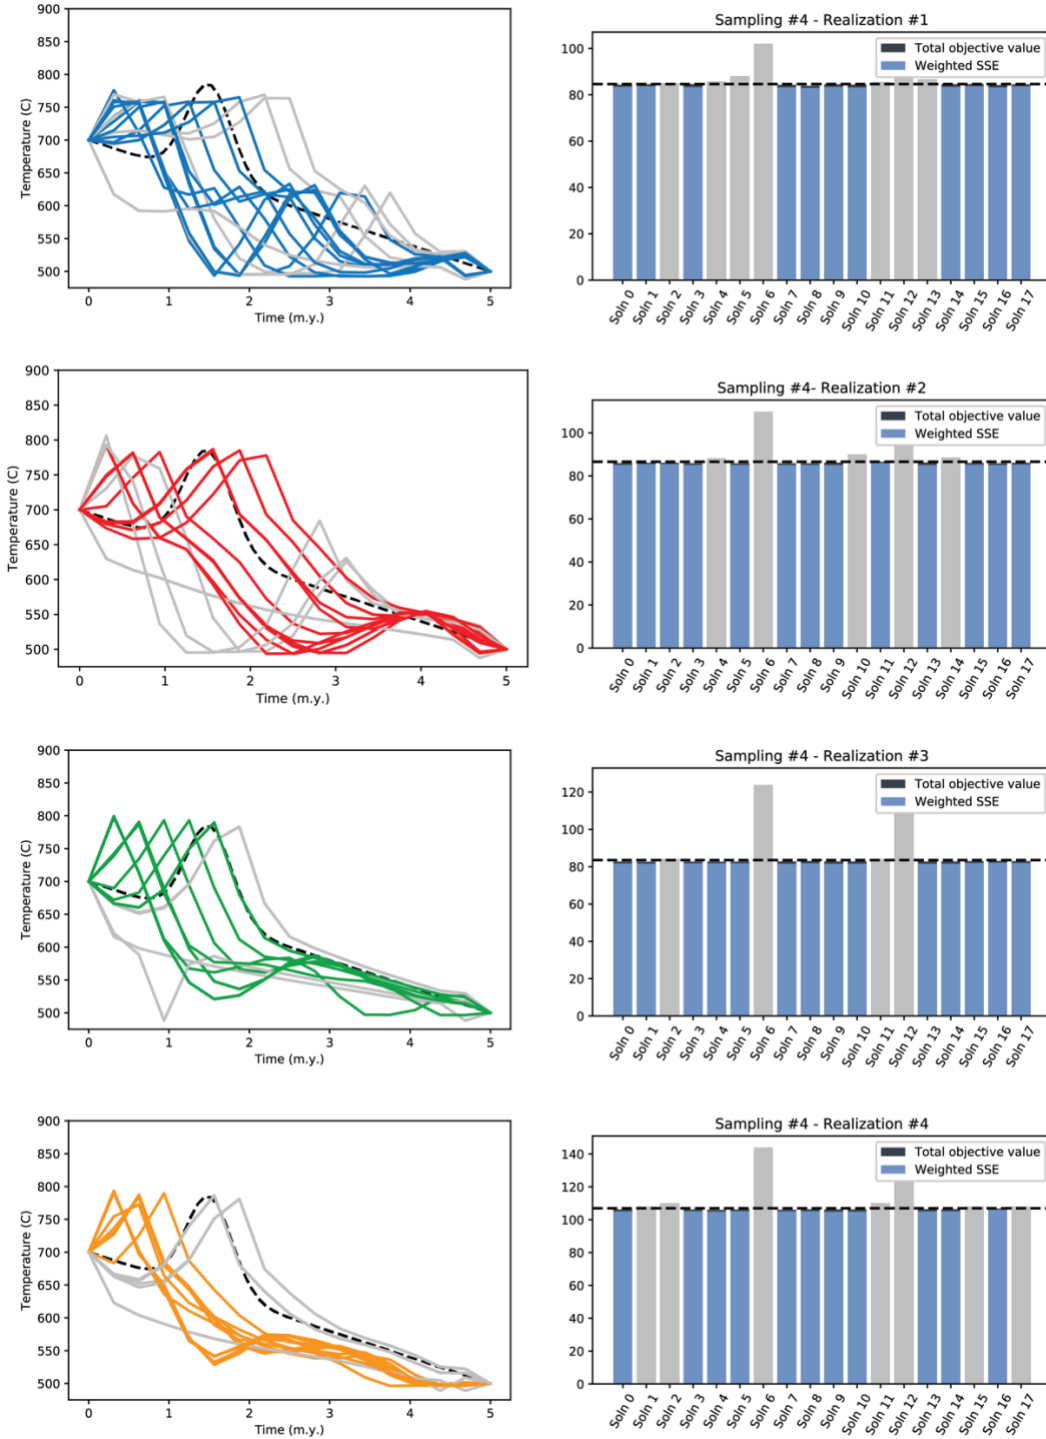 900
850
800
750
700
650
600
550
500
Temperature (C)
0 1 2 3 4 5
Time (m.y.)
Sampling #4 - Realization #1
Total objective value
Weighted SSE
100
80
60
40
20
0
Soln 0 Soln 1 Soln 2 Soln 3 Soln 4 Soln 5 Soln 6 Soln 7 Soln 8 Soln 9 Soln 10 Soln 11 Soln 12 Soln 13 Soln 14 Soln 15 Soln 16 Soln 17
900
850
800
750
700
650
600
550
500
Temperature (C)
0 1 2 3 4 5
Time (m.y.)
Sampling #4- Realization #2
Total objective value
Weighted SSE
100
80
60
40
20
0
Soln 0 Soln 1 Soln 2 Soln 3 Soln 4 Soln 5 Soln 6 Soln 7 Soln 8 Soln 9 Soln 10 Soln 11 Soln 12 Soln 13 Soln 14 Soln 15 Soln 16 Soln 17
900
850
800
750
700
650
600
550
500
Temperature (C)
0 1 2 3 4 5
Time (m.y.)
Sampling #4 - Realization #3
Total objective value
Weighted SSE
120
100
80
60
40
20
0
Soln 0 Soln 1 Soln 2 Soln 3 Soln 4 Soln 5 Soln 6 Soln 7 Soln 8 Soln 9 Soln 10 Soln 11 Soln 12 Soln 13 Soln 14 Soln 15 Soln 16 Soln 17
900
850
800
750
700
650
600
550
500
Temperature (C)
0 1 2 3 4 5
Time (m.y.)
Sampling #4 - Realization #4
Total objective value
Weighted SSE
140
120
100
80
60
40
20
0
Soln 0 Soln 1 Soln 2 Soln 3 Soln 4 Soln 5 Soln 6 Soln 7 Soln 8 Soln 9 Soln 10 Soln 11 Soln 12 Soln 13 Soln 14 Soln 15 Soln 16 Soln 17